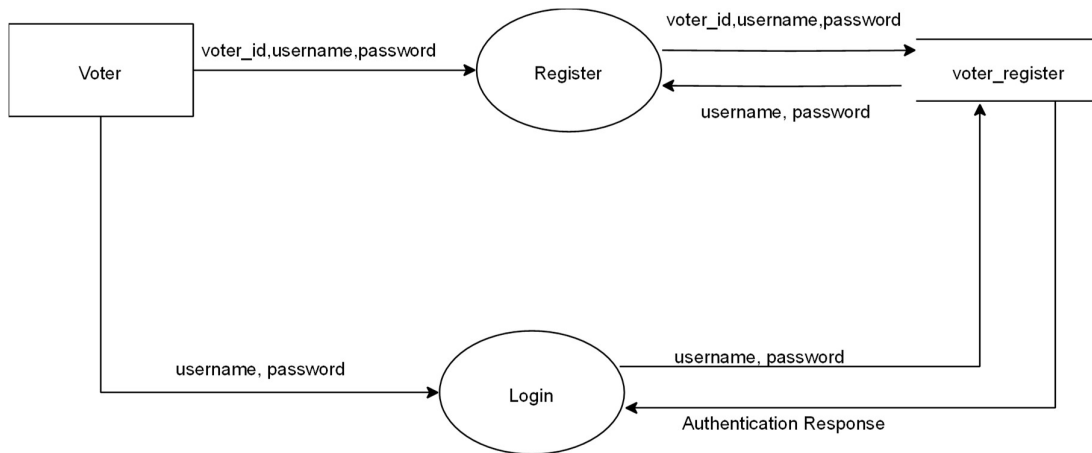 voter_id,username,password
voter_id,username,password
Voter
Register
voter_register
username, password
username, password
username, password
Login
Authentication Response